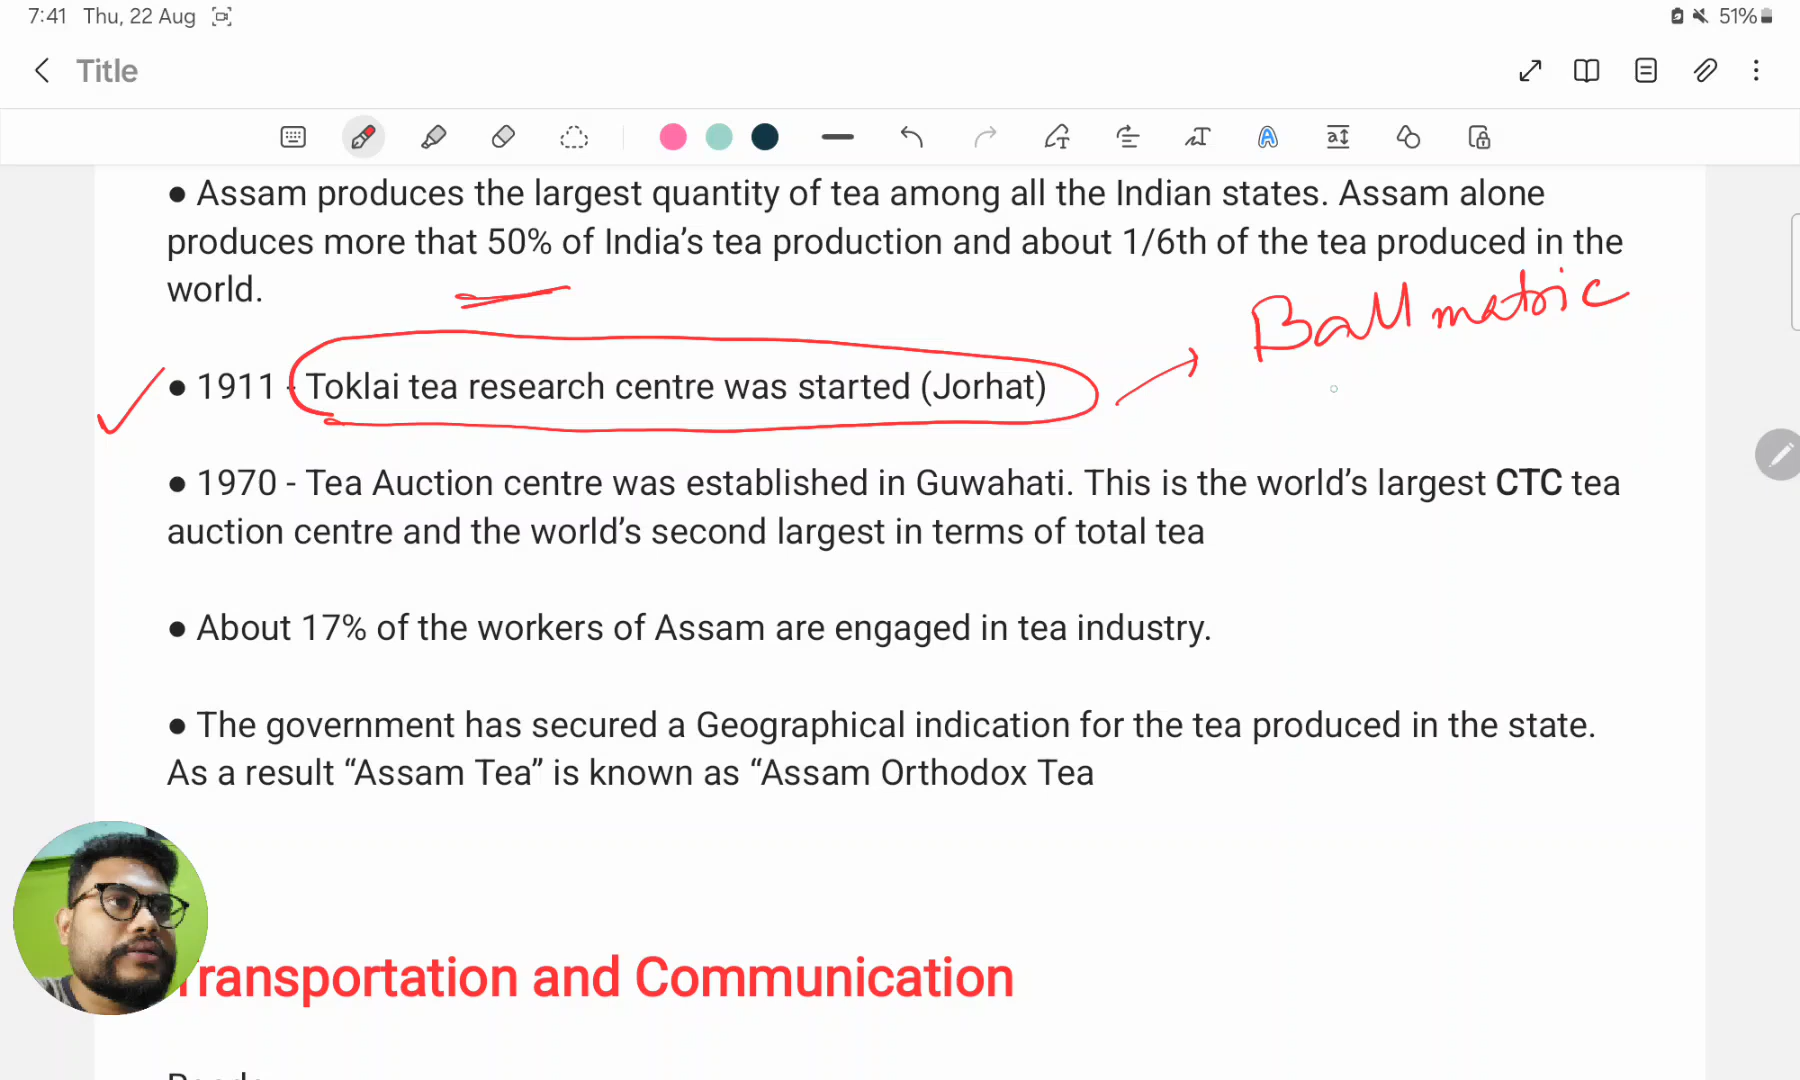 7:41 Thu, 22 Aug 51%
Title
● Assam produces the largest quantity of tea among all the Indian states. Assam alone
produces more that 50% of India’s tea production and about 1/6th of the tea produced in the
world.
Ball metric
● 1911 - Toklai tea research centre was started (Jorhat)
● 1970 - Tea Auction centre was established in Guwahati. This is the world’s largest CTC tea
auction centre and the world’s second largest in terms of total tea
● About 17% of the workers of Assam are engaged in tea industry.
● The government has secured a Geographical indication for the tea produced in the state.
As a result “Assam Tea” is known as “Assam Orthodox Tea
Transportation and Communication